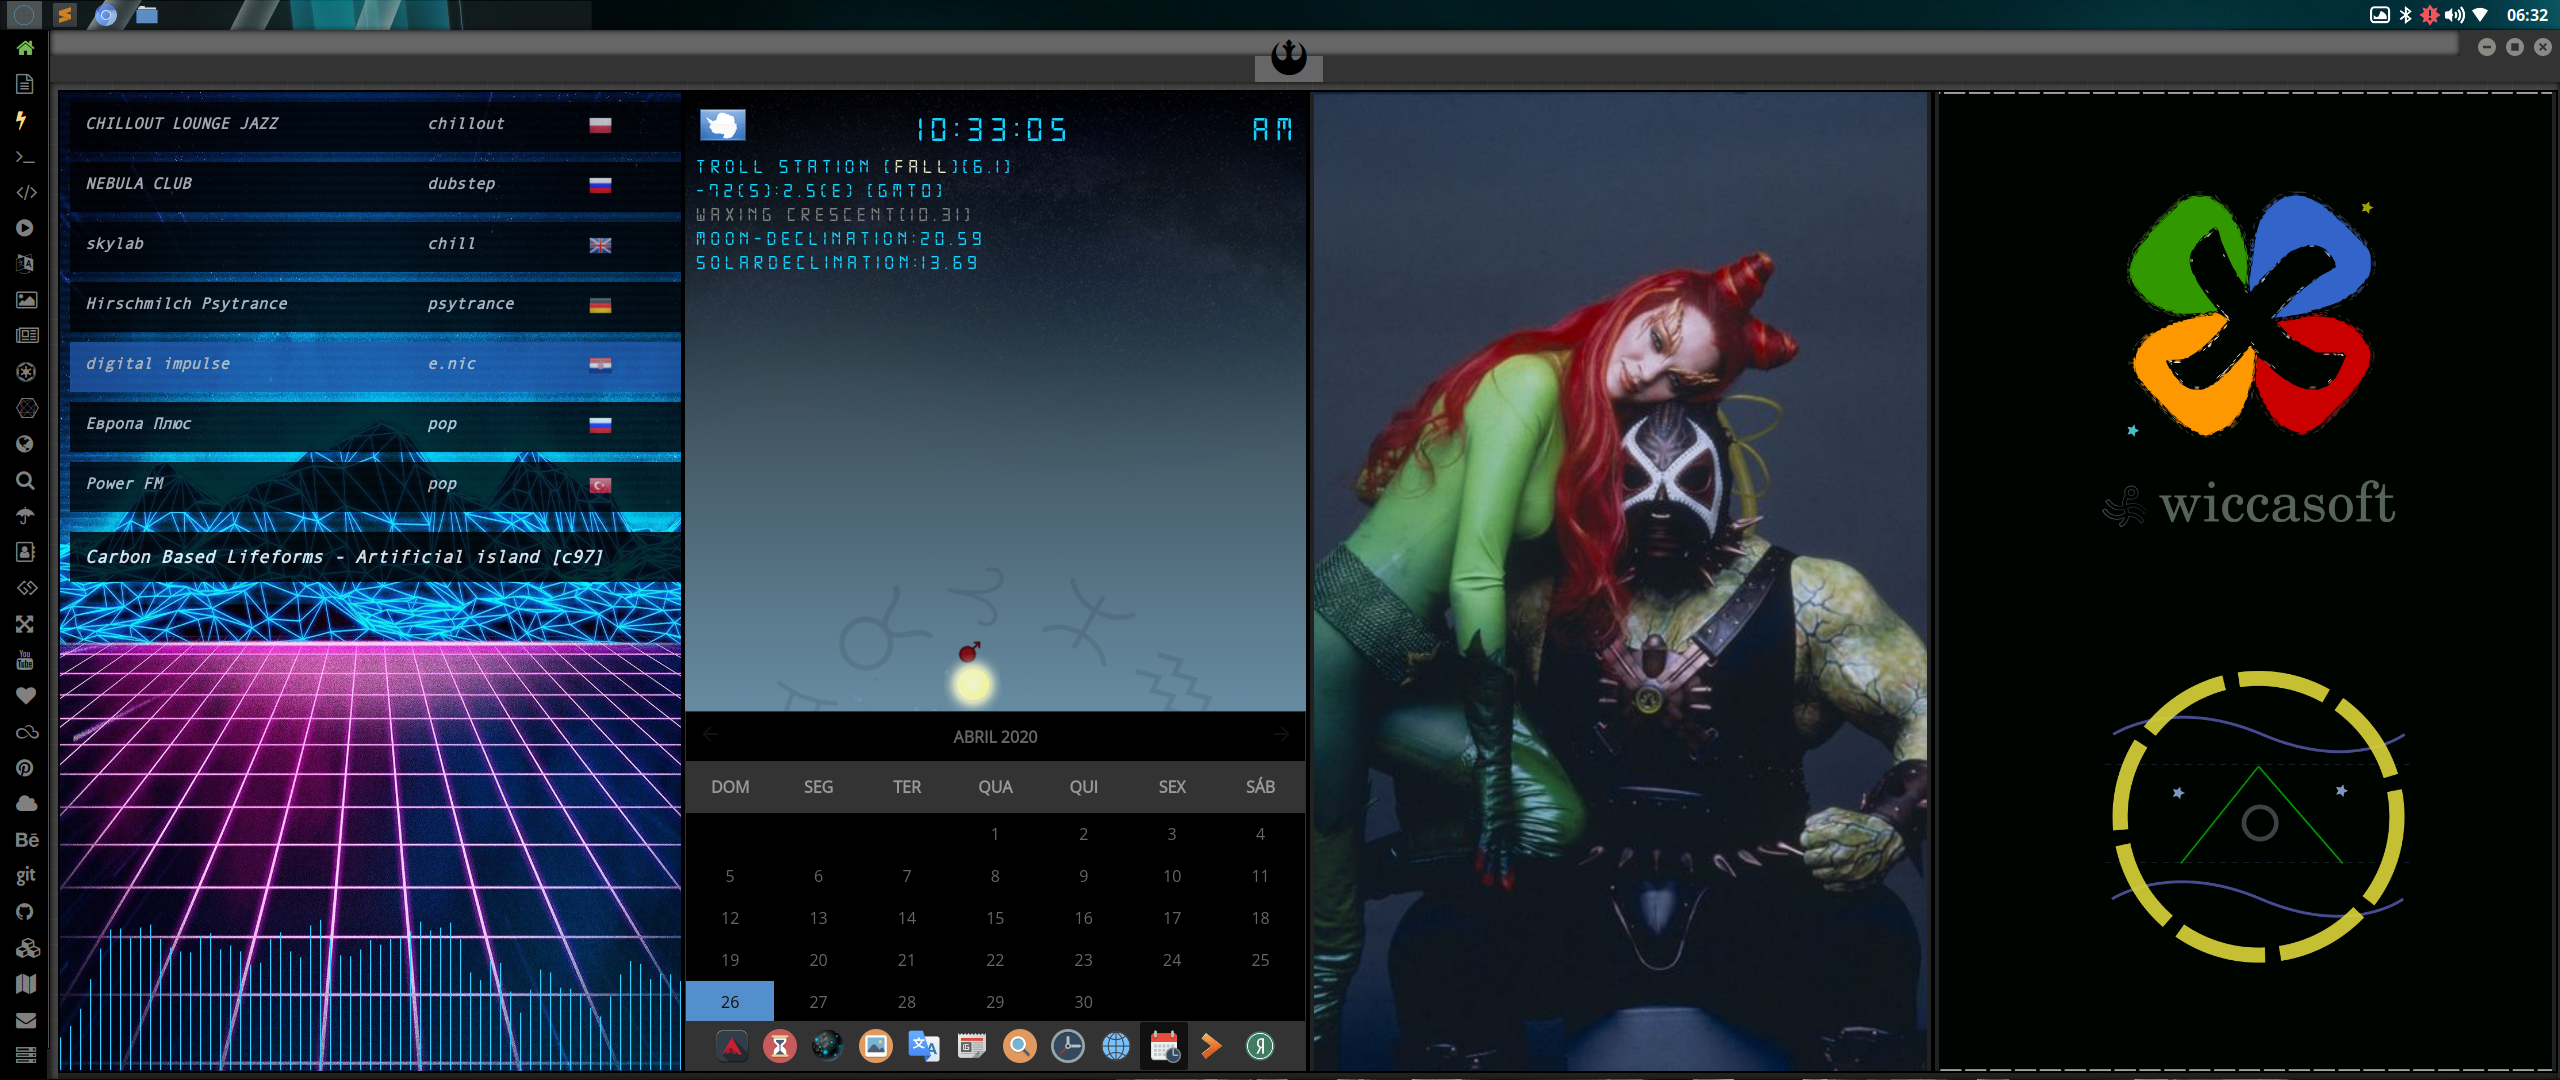 06:32
CHILLOUT LOUNGE JAZZ chillout
NEBULA CLUB dubstep
skylab chill
Hirschmilch Psytrance psytrance
digital impulse e.nic
Европа Плюс pop
Power FM pop
Carbon Based Lifeforms - Artificial island [c97]
10:33:05 AM
TROLL STATION [FALL][6.1]
-72(S):2.5(E) [GMT0]
WAXING CRESCENT[10.31]
MOON-DECLINATION:20.59
SOLARDECLINATION:13.69
ABRIL 2020
DOM SEG TER QUA QUI SEX SÁB
1 2 3 4
5 6 7 8 9 10 11
12 13 14 15 16 17 18
19 20 21 22 23 24 25
26 27 28 29 30
wiccasoft
You
Tube
Bē
git
Я